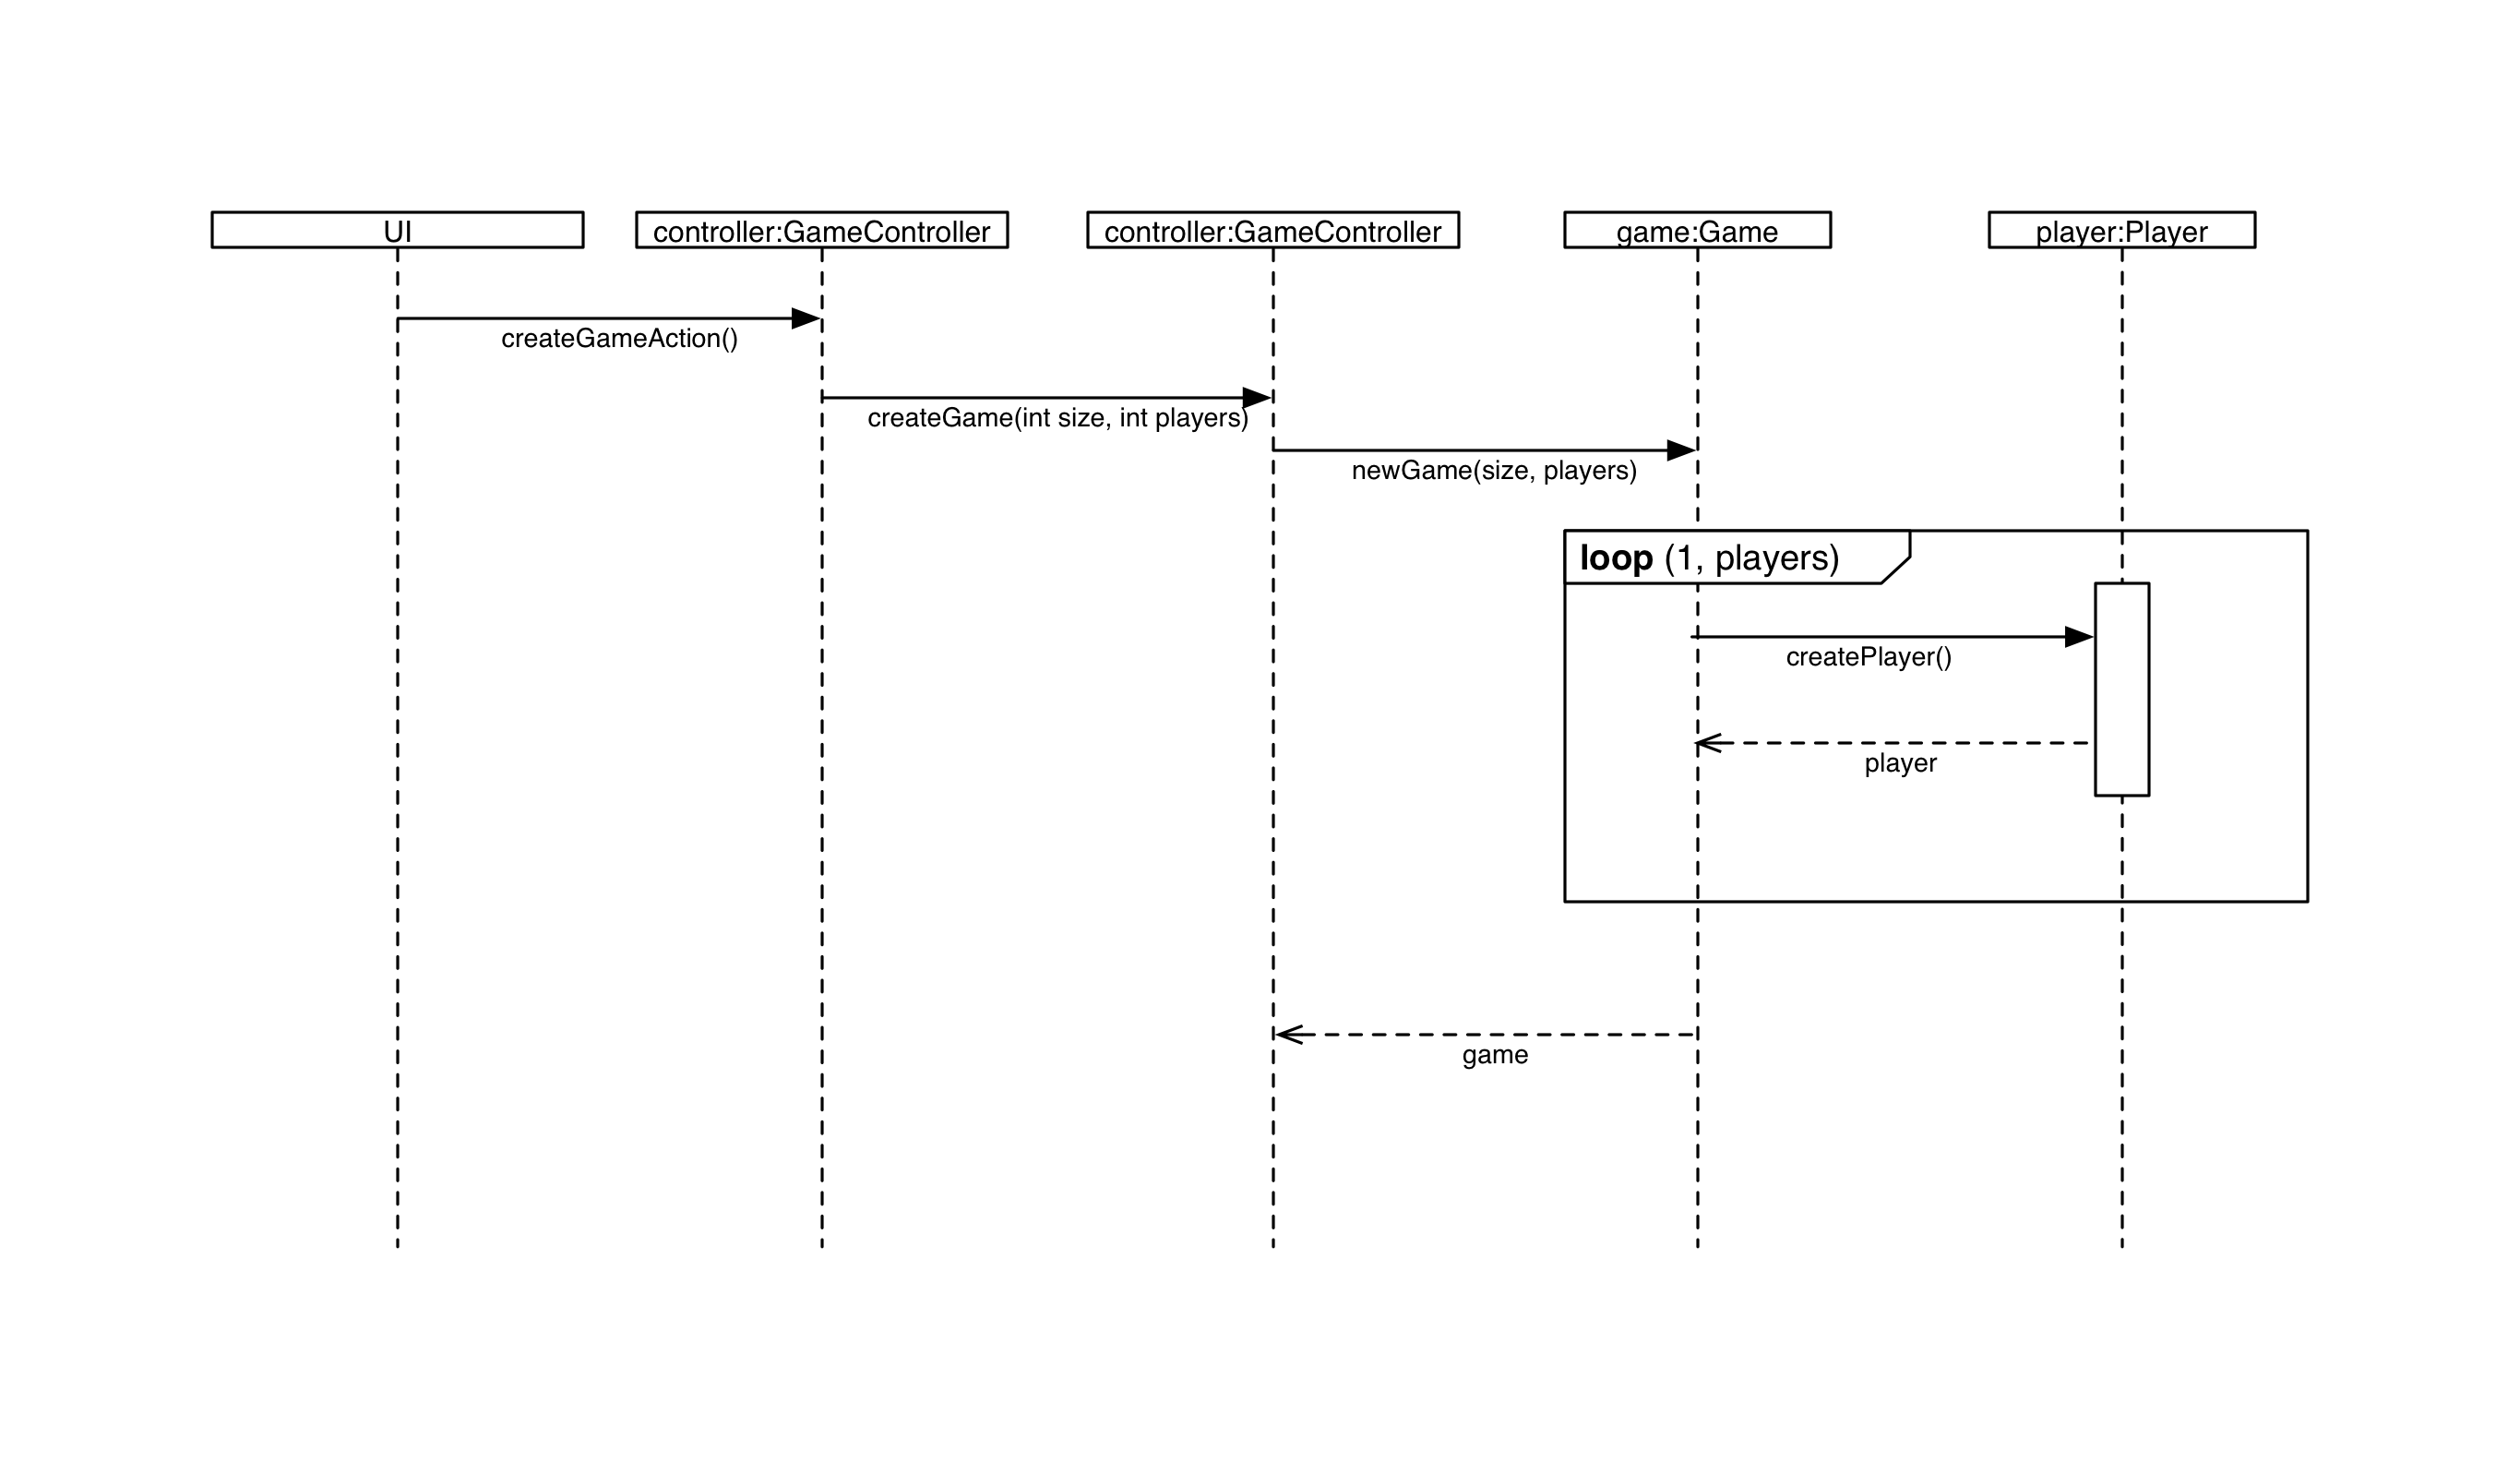 UI
controller:GameController
controller:GameController
game:Game
player:Player
createGameAction()
createGame(int size, int players)
newGame(size, players)
loop (1, players)
createPlayer()
player
game